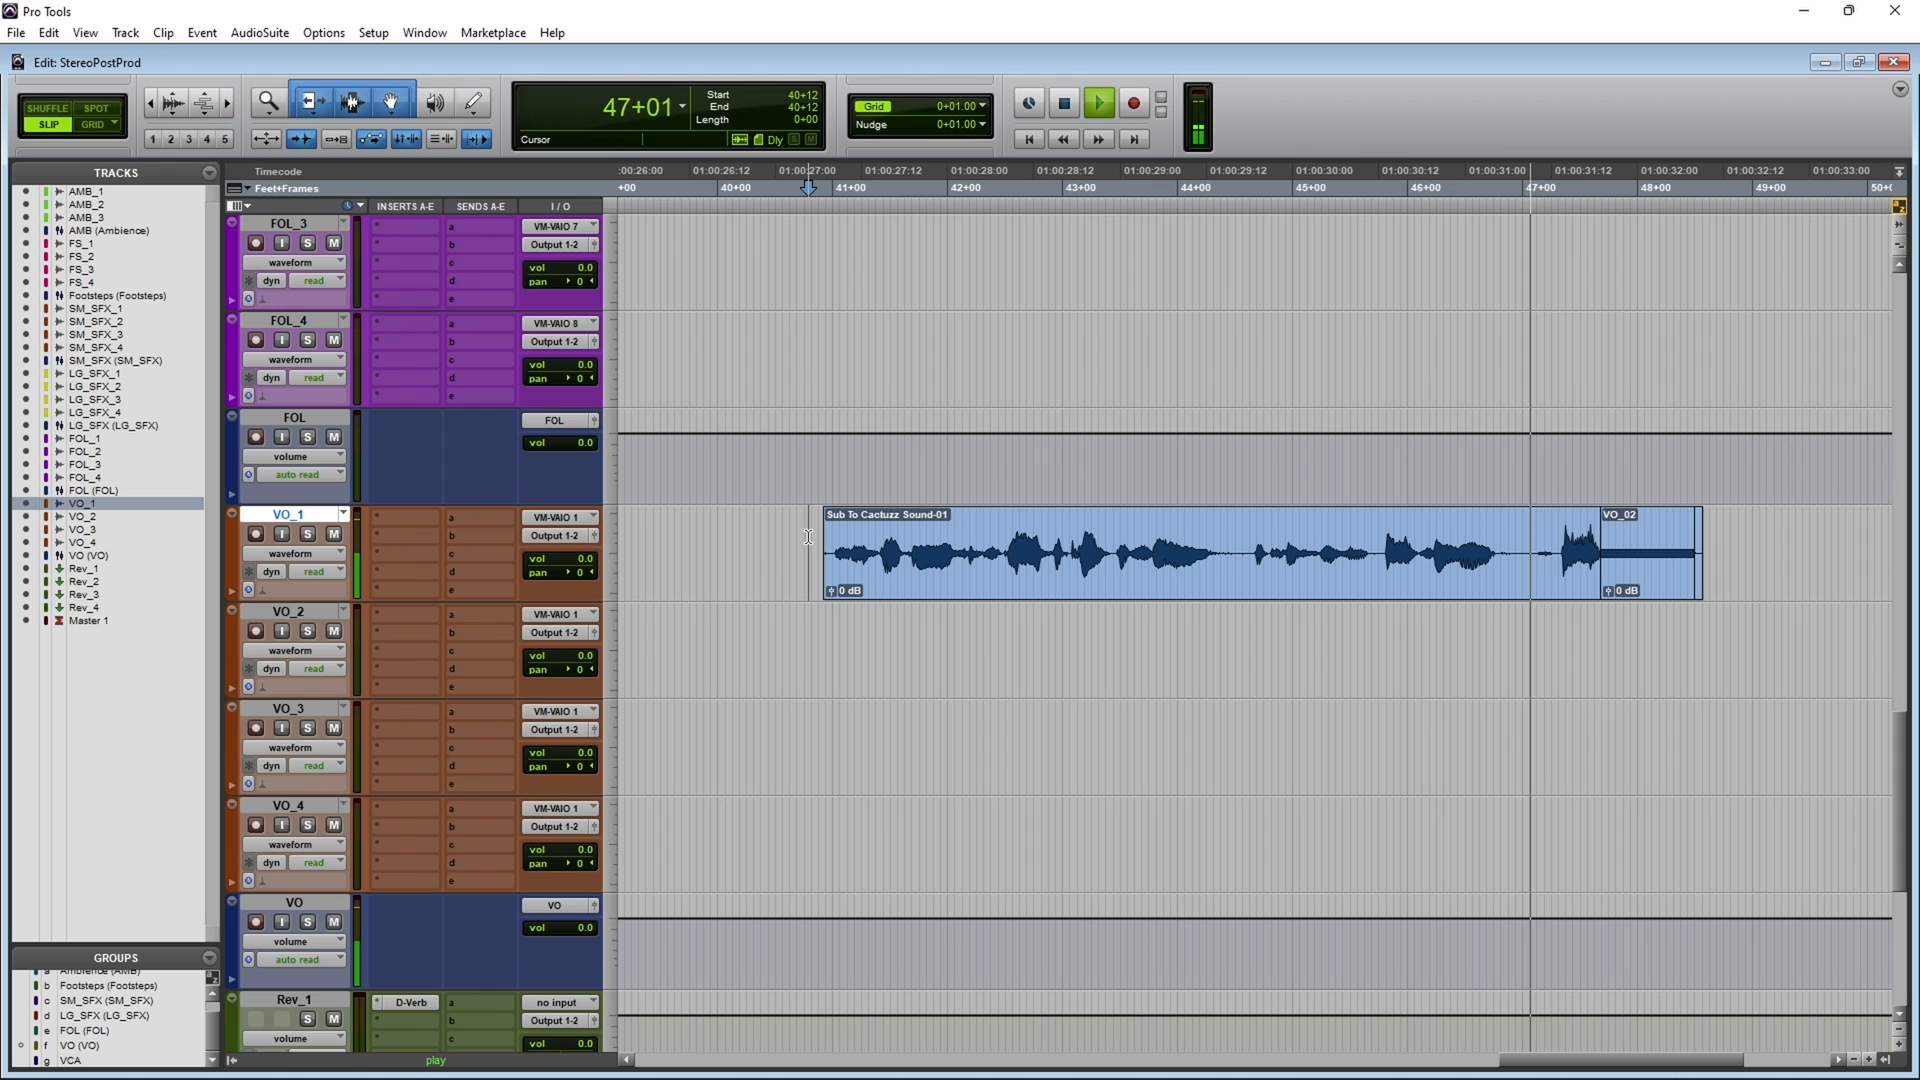 Pro Tools
File Edit View Track Clip Event AudioSuite Options Setup Window Marketplace Help
Edit: StereoPostProd
SHUFFLE SPOT
SLIP GRID
1 2 3 4 5
47+01
Start 40+12
End 40+12
Length 0+00
Cursor
Dly S M
Grid 0+01.00
Nudge 0+01.00
TRACKS
AMB_1
AMB_2
AMB_3
AMB (Ambience)
FS_1
FS_2
FS_3
FS_4
Footsteps (Footsteps)
SM_SFX_1
SM_SFX_2
SM_SFX_3
SM_SFX_4
SM_SFX (SM_SFX)
LG_SFX_1
LG_SFX_2
LG_SFX_3
LG_SFX_4
LG_SFX (LG_SFX)
FOL_1
FOL_2
FOL_3
FOL_4
FOL (FOL)
VO_1
VO_2
VO_3
VO_4
VO (VO)
Rev_1
Rev_2
Rev_3
Rev_4
Master 1
GROUPS
a Ambience (AMB)
b Footsteps (Footsteps)
c SM_SFX (SM_SFX)
d LG_SFX (LG_SFX)
e FOL (FOL)
f VO (VO)
g VCA
Timecode :00:26:00 01:00:26:12 01:00:27:00 01:00:27:12 01:00:28:00 01:00:28:12 01:00:29:00 01:00:29:12 01:00:30:00 01:00:30:12 01:00:31:00 01:00:31:12 01:00:32:00 01:00:32:12 01:00:33:00
Feet+Frames +00 40+00 41+00 42+00 43+00 44+00 45+00 46+00 47+00 48+00 49+00 50+(
INSERTS A-E SENDS A-E I / O
a z
FOL_3 a VM-VAIO 7
I S M b Output 1-2
waveform c vol 0.0
dyn read d pan 0
e
FOL_4 a VM-VAIO 8
I S M b Output 1-2
waveform c vol 0.0
dyn read d pan 0
e
FOL FOL
I S M vol 0.0
volume
auto read
VO_1 a VM-VAIO 1 Sub To Cactuzz Sound-01 VO_02
I S M b Output 1-2
waveform c vol 0.0
dyn read d pan 0
e 0 dB 0 dB
VO_2 a VM-VAIO 1
I S M b Output 1-2
waveform c vol 0.0
dyn read d pan 0
e
VO_3 a VM-VAIO 1
I S M b Output 1-2
waveform c vol 0.0
dyn read d pan 0
e
VO_4 a VM-VAIO 1
I S M b Output 1-2
waveform c vol 0.0
dyn read d pan 0
e
VO VO
I S M vol 0.0
volume
auto read
Rev_1 D-Verb a no input
S M b Output 1-2
volume c vol 0.0
play